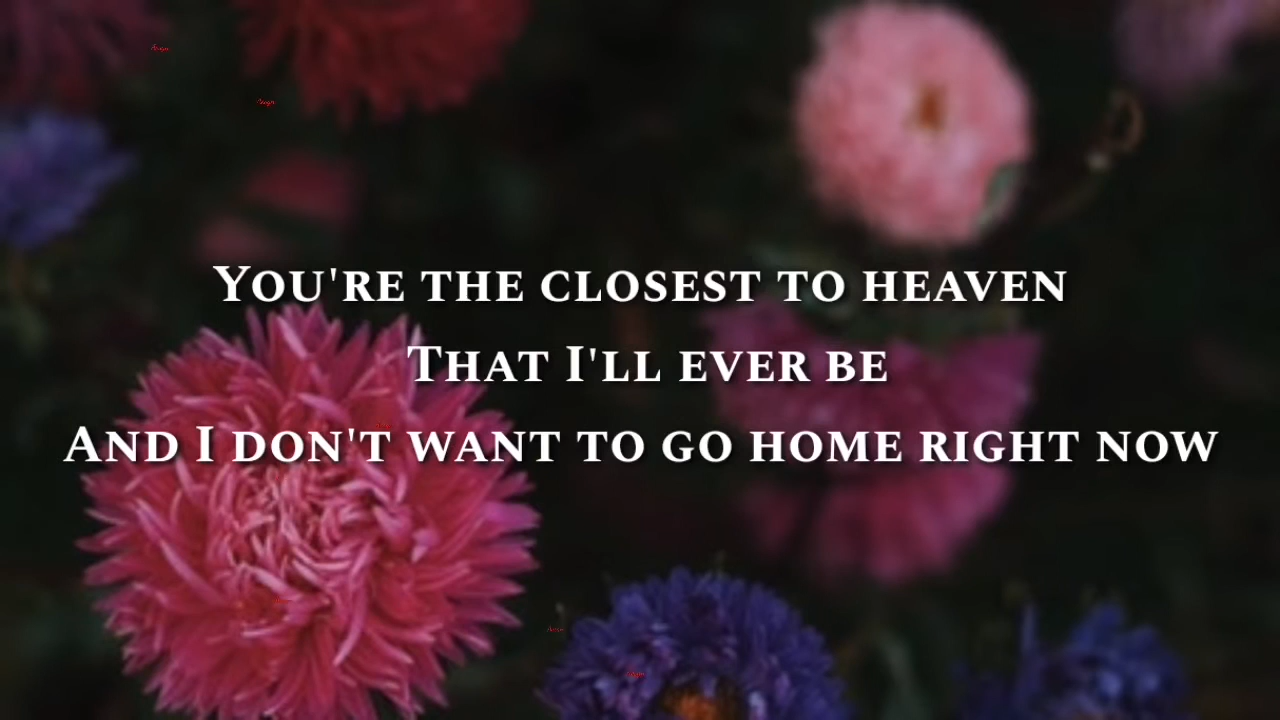 You're the closest to heaven
That I'll ever be
And I don't want to go home right now